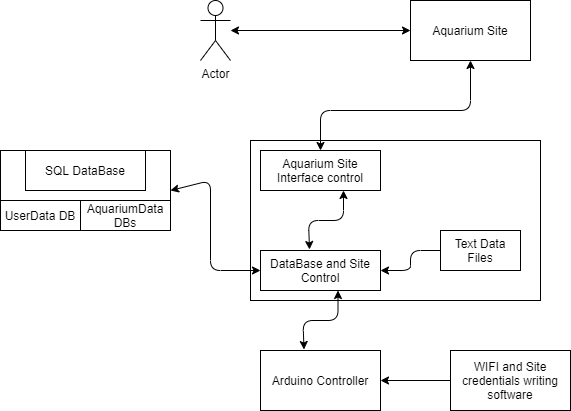 Aquarium Site
Actor
SQL DataBase
Aquarium Site
Interface control
UserData DB
AquariumData
DBs
DataBase and Site
Control
Text Data
Files
Arduino Controller
WIFI and Site
credentials writing
software